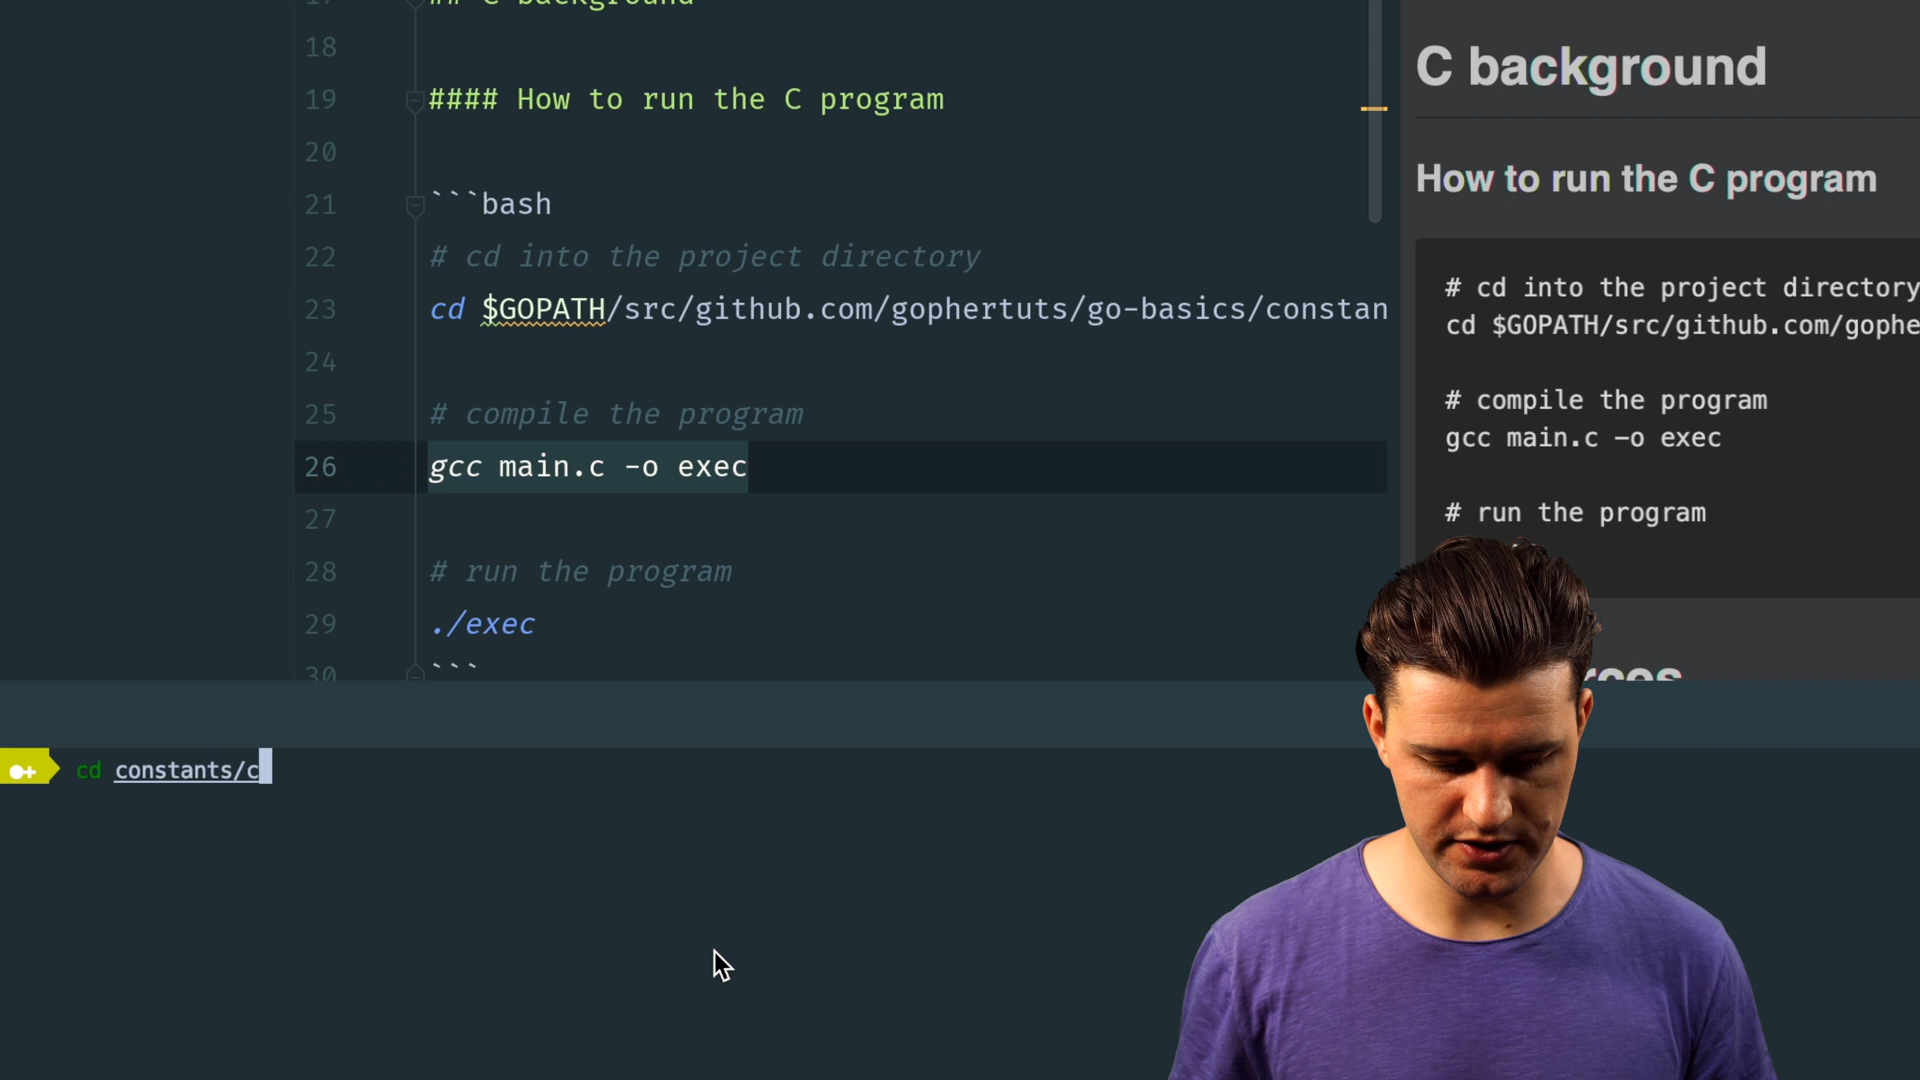 17 ## C background
18
19 #### How to run the C program
20
21 ```bash
22 # cd into the project directory
23 cd $GOPATH/src/github.com/gophertuts/go-basics/constan
24
25 # compile the program
26 gcc main.c -o exec
27
28 # run the program
29 ./exec
30 ```
C background
How to run the C program
# cd into the project directory
cd $GOPATH/src/github.com/gophe
# compile the program
gcc main.c -o exec
# run the program
cd constants/c